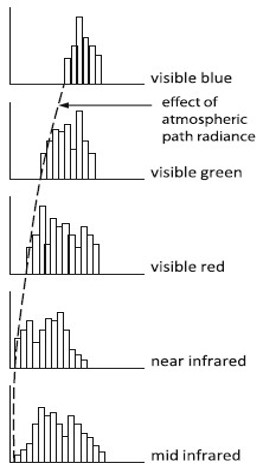 visible blue
effect of
atmospheric
path radiance
visible green
visible red
near infrared
mid infrared